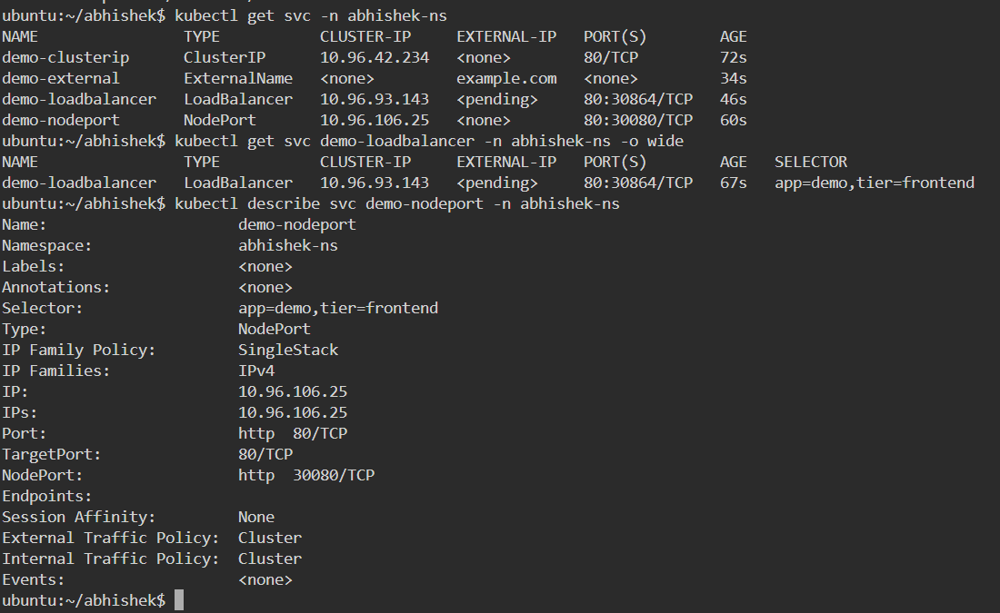 ubuntu:~/abhishek$ kubectl get svc -n abhishek-ns
NAME                TYPE           CLUSTER-IP     EXTERNAL-IP   PORT(S)        AGE
demo-clusterip      ClusterIP      10.96.42.234   <none>        80/TCP         72s
demo-external       ExternalName   <none>         example.com   <none>         34s
demo-loadbalancer   LoadBalancer   10.96.93.143   <pending>     80:30864/TCP   46s
demo-nodeport       NodePort       10.96.106.25   <none>        80:30080/TCP   60s
ubuntu:~/abhishek$ kubectl get svc demo-loadbalancer -n abhishek-ns -o wide
NAME                TYPE           CLUSTER-IP     EXTERNAL-IP   PORT(S)        AGE   SELECTOR
demo-loadbalancer   LoadBalancer   10.96.93.143   <pending>     80:30864/TCP   67s   app=demo,tier=frontend
ubuntu:~/abhishek$ kubectl describe svc demo-nodeport -n abhishek-ns
Name:                     demo-nodeport
Namespace:                abhishek-ns
Labels:                   <none>
Annotations:              <none>
Selector:                 app=demo,tier=frontend
Type:                     NodePort
IP Family Policy:         SingleStack
IP Families:              IPv4
IP:                       10.96.106.25
IPs:                      10.96.106.25
Port:                     http  80/TCP
TargetPort:               80/TCP
NodePort:                 http  30080/TCP
Endpoints:
Session Affinity:         None
External Traffic Policy:  Cluster
Internal Traffic Policy:  Cluster
Events:                   <none>
ubuntu:~/abhishek$